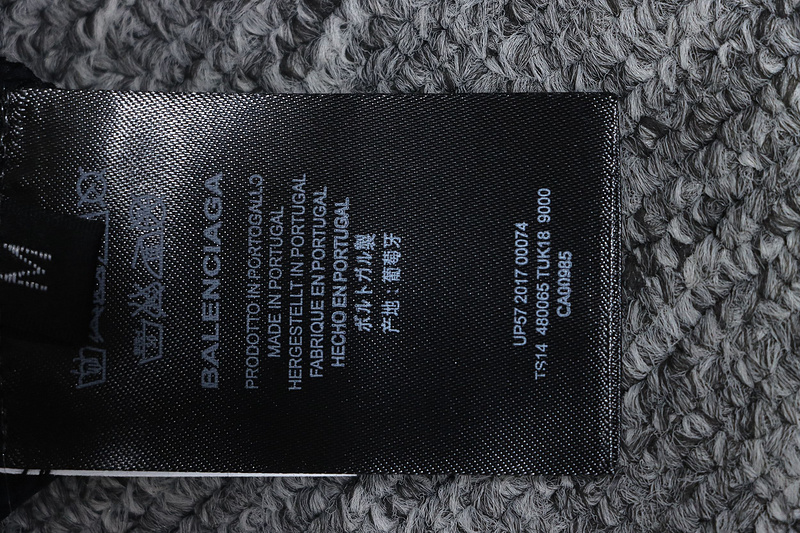 M
BALENCIAGA
PRODOTTO IN PORTOGALLO
MADE IN PORTUGAL
HERGESTELLT IN PORTUGAL
FABRIQUE EN PORTUGAL
HECHO EN PORTUGAL
ポルトガル製
产地：葡萄牙
UP57 2017 00074
TS14 480065 TUK18 9000
CA00985